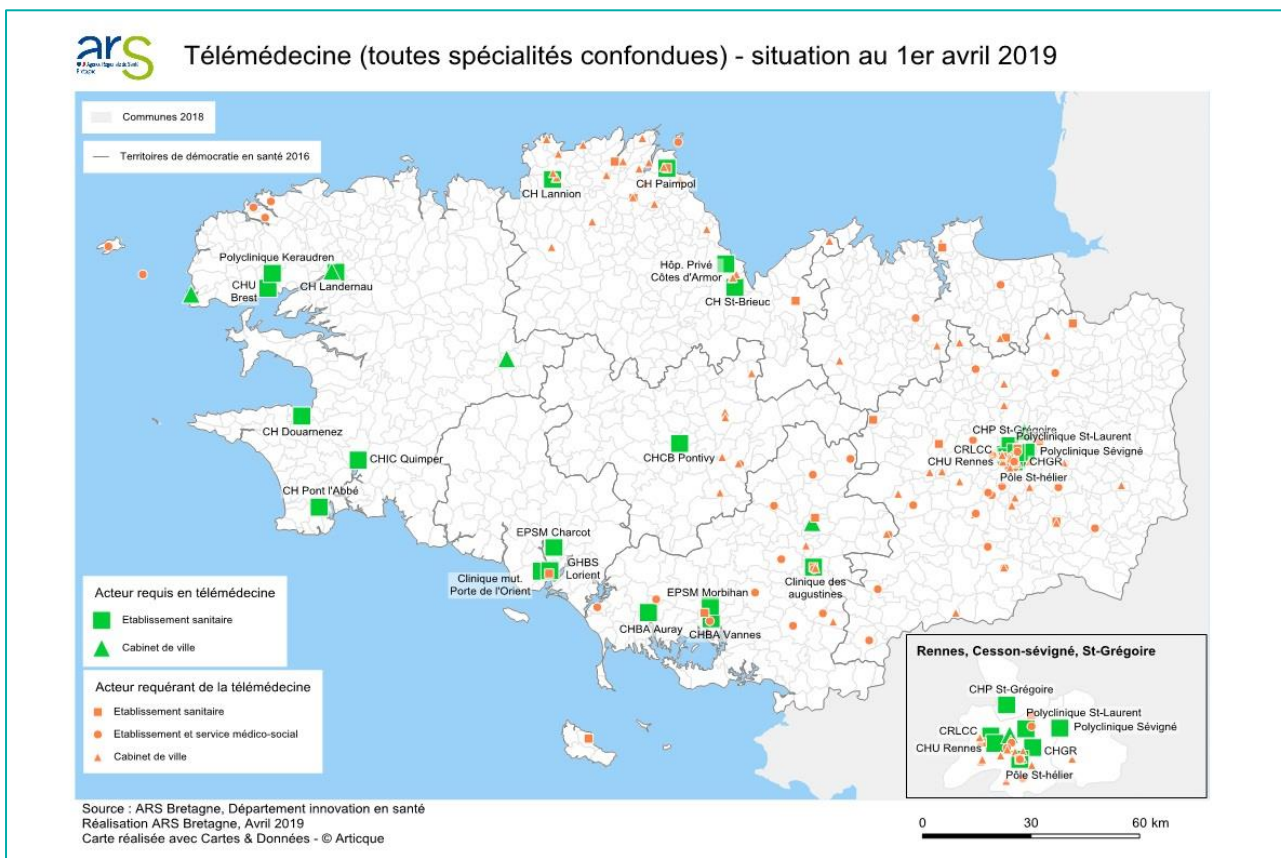 ars
Télémédecine (toutes spécialités confondues) - situation au 1er avril 2019
Communes 2018
Territoires de démocratie en santé 2016
CH Lannion
CH Paimpol
Polyclinique Keraudren
CHU
Brest
CH Landernau
Hôp. Privé
Côtes d'Armor
CH St-Brieuc
CH Douarnenez
CHIC Quimper
CH Pont l'Abbé
CHCB Pontivy
CHP St-Grégoire
Polyclinique St-Laurent
CRLCC
Polyclinique Sévigné
CHU Rennes
CHGR
Pôle St-hélier
EPSM Charcot
GHBS
Lorient
Clinique mut.
Porte de l'Orient
Clinique des
augustines
EPSM Morbihan
CHBA Auray
CHBA Vannes
Acteur requis en télémédecine
Etablissement sanitaire
Cabinet de ville
Acteur requérant de la télémédecine
Etablissement sanitaire
Etablissement et service médico-social
Cabinet de ville
Rennes, Cesson-sévigné, St-Grégoire
CHP St-Grégoire
Polyclinique St-Laurent
Polyclinique Sévigné
CRLCC
CHU Rennes
CHGR
Pôle St-hélier
Source : ARS Bretagne, Département innovation en santé
Réalisation ARS Bretagne, Avril 2019
Carte réalisée avec Cartes & Données - © Articque
0 30 60 km